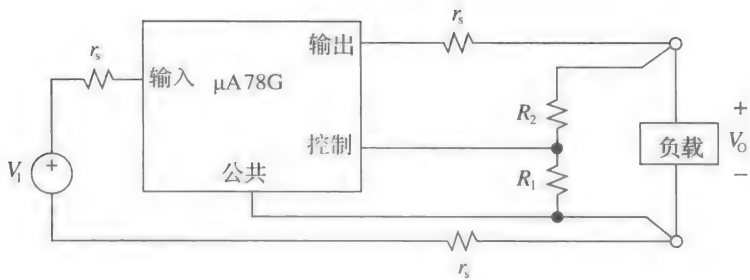 r_s
r_s
输入
μA78G
输出
控制
公共
V_I
+
R_2
R_1
负载
+
V_O
−
r_s